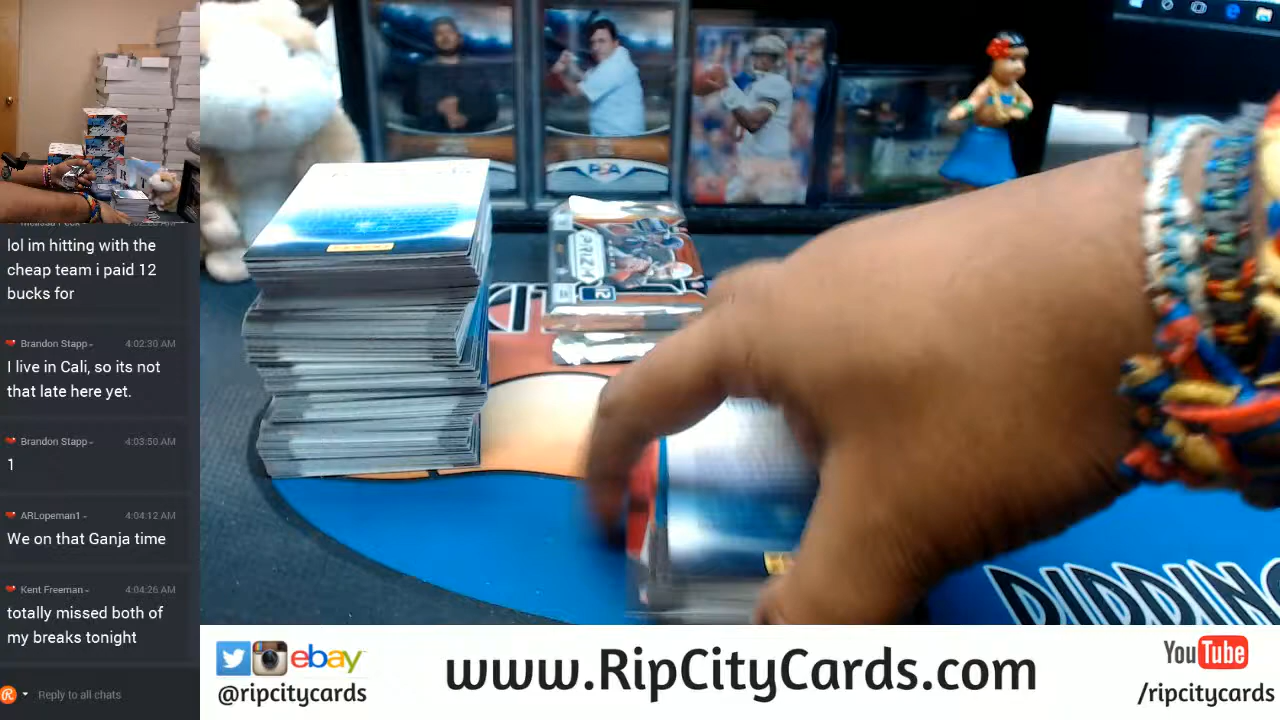 lol im hitting with the
cheap team i paid 12
bucks for
Brandon Stapp 4:02:30 AM
I live in Cali, so its not
that late here yet.
Brandon Stapp 4:03:50 AM
1
ARLopeman1 4:04:12 AM
We on that Ganja time
Kent Freeman 4:04:26 AM
totally missed both of
my breaks tonight
Reply to all chats
PSA
PRIZM
12
ebay
@ripcitycards
www.RipCityCards.com
YouTube
/ripcitycards